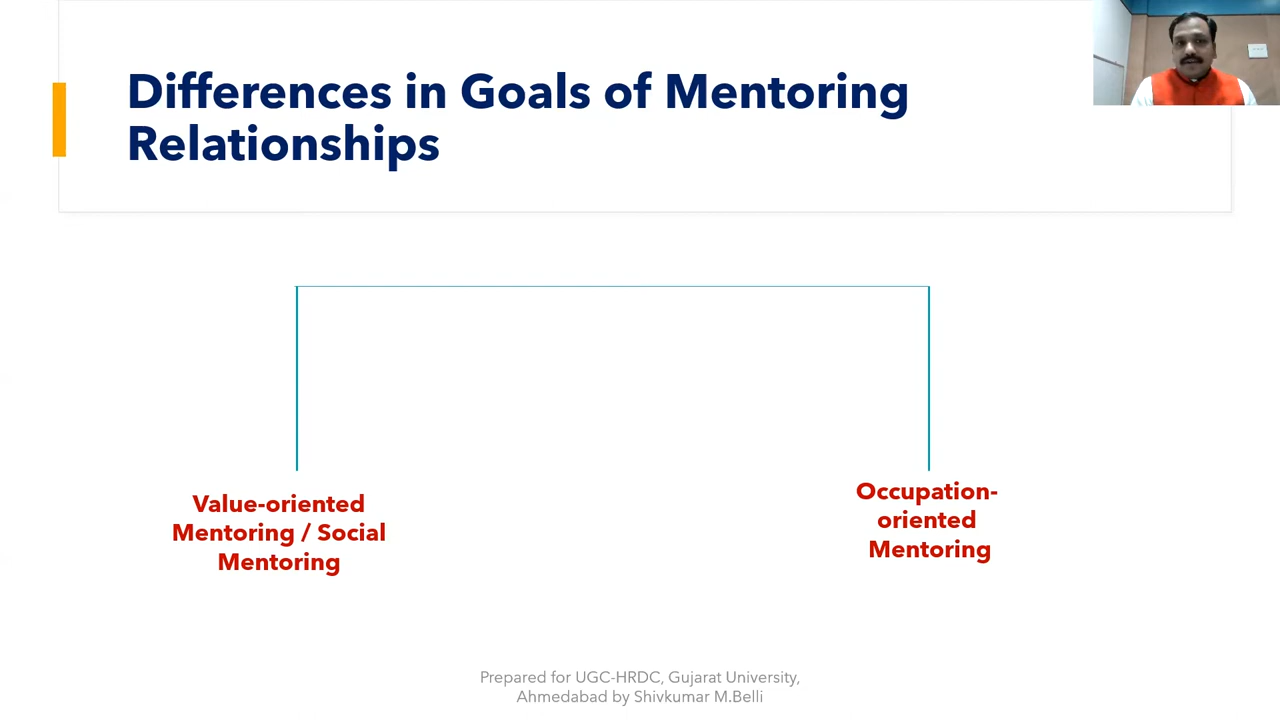 Differences in Goals of Mentoring
Relationships
Value-oriented
Mentoring / Social
Mentoring
Occupation-
oriented
Mentoring
Prepared for UGC-HRDC, Gujarat University,
Ahmedabad by Shivkumar M.Belli